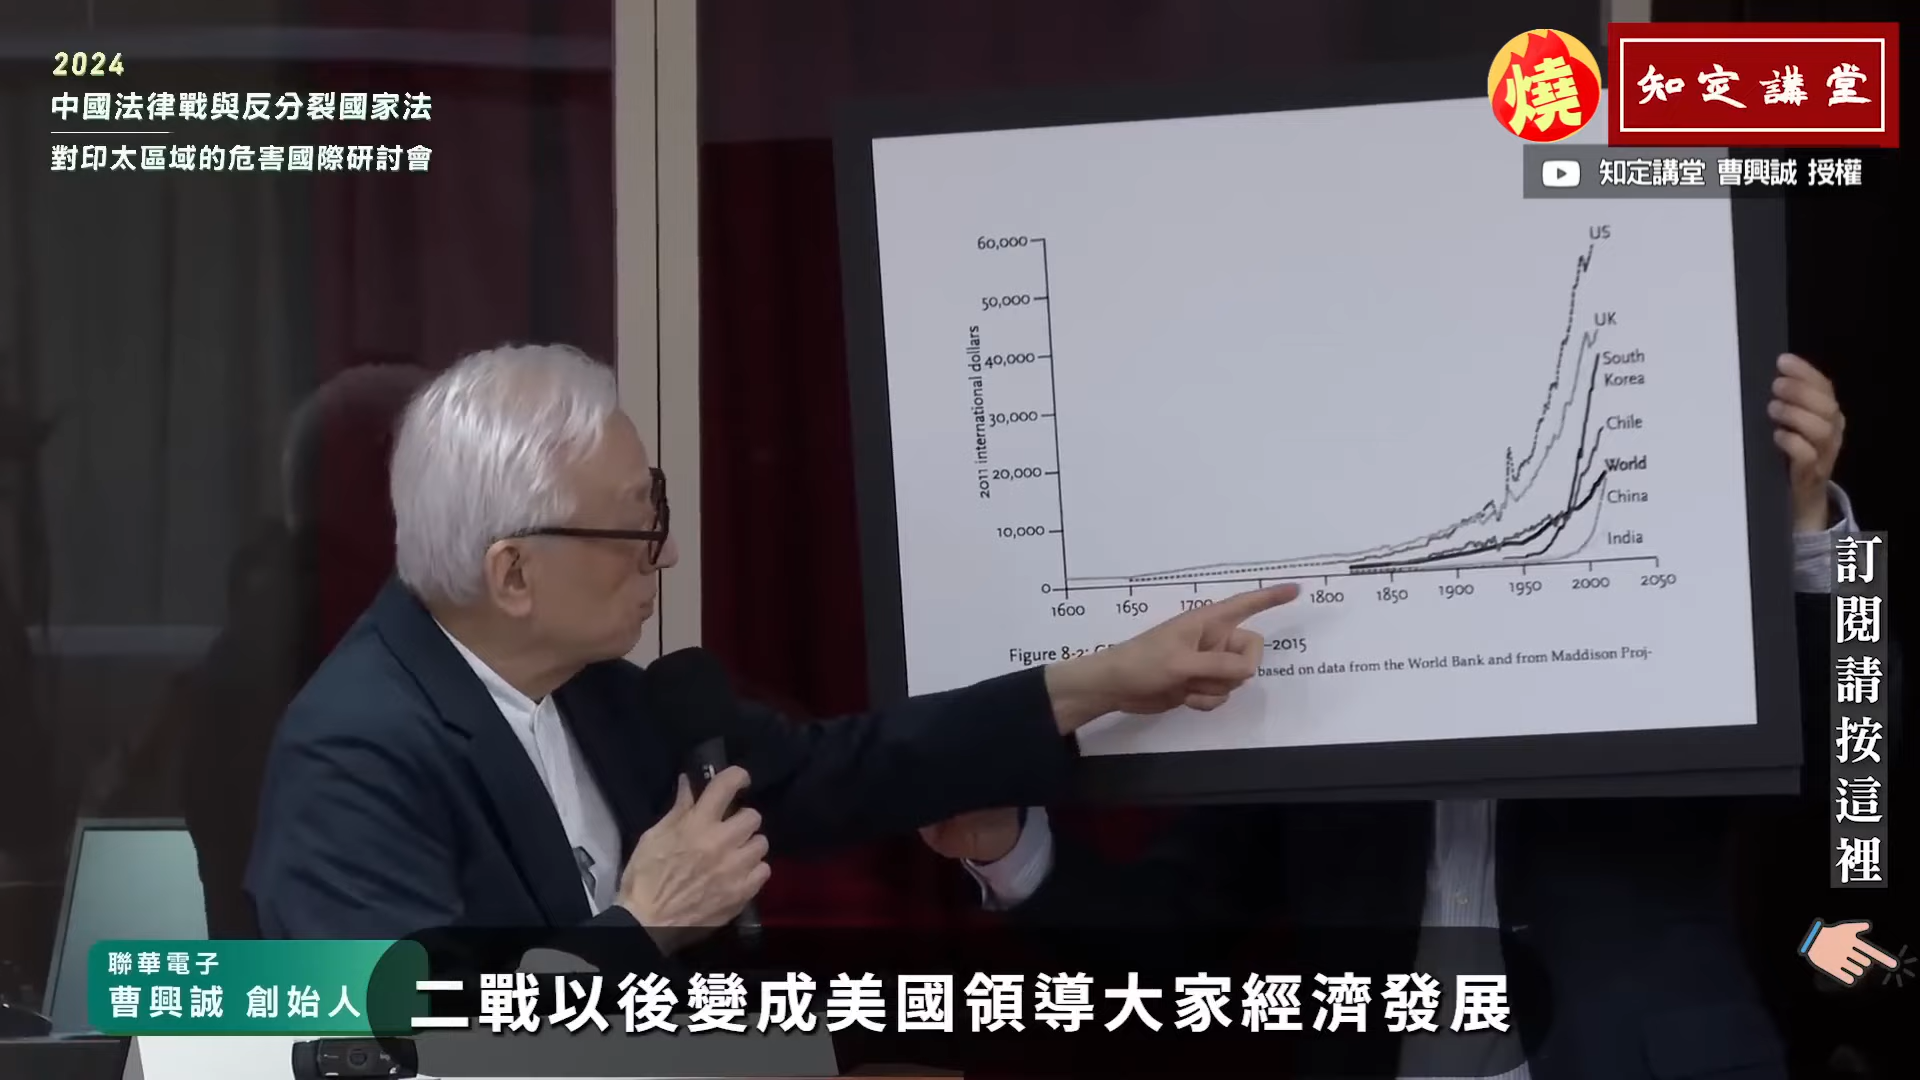 2024
中國法律戰與反分裂國家法
對印太區域的危害國際研討會
燒
知定講堂
知定講堂 曹興誠 授權
US
60,000
UK
50,000
South
Korea
40,000
2011 international dollars
30,000
Chile
20,000
World
China
10,000
India
0
1600 1650 1700 1800 1850 1900 1950 2000 2050
Figure 8-2: –2015
based on data from the World Bank and from Maddison Proj-
訂閱請按這裡
聯華電子
曹興誠 創始人
二戰以後變成美國領導大家經濟發展